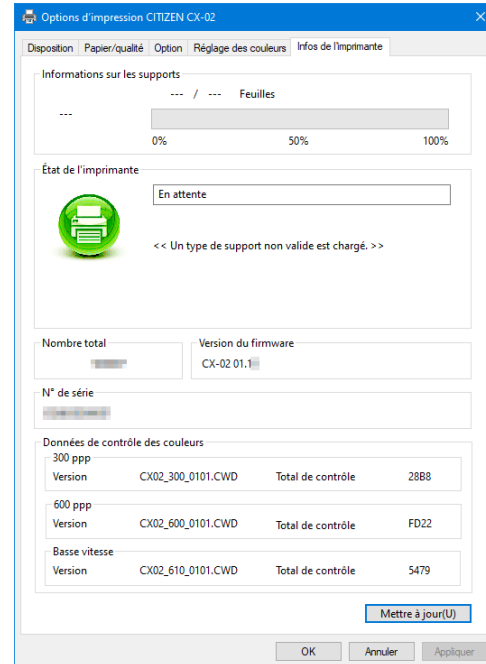 Options d'impression CITIZEN CX-02
Disposition Papier/qualité Option Réglage des couleurs Infos de l'imprimante
Informations sur les supports
--- / --- Feuilles
---
0% 50% 100%
État de l'imprimante
En attente
<< Un type de support non valide est chargé. >>
Nombre total Version du firmware
CX-02 01.1
N° de série
Données de contrôle des couleurs
300 ppp
Version CX02_300_0101.CWD Total de contrôle 28B8
600 ppp
Version CX02_600_0101.CWD Total de contrôle FD22
Basse vitesse
Version CX02_610_0101.CWD Total de contrôle 5479
Mettre à jour(U)
OK Annuler Appliquer